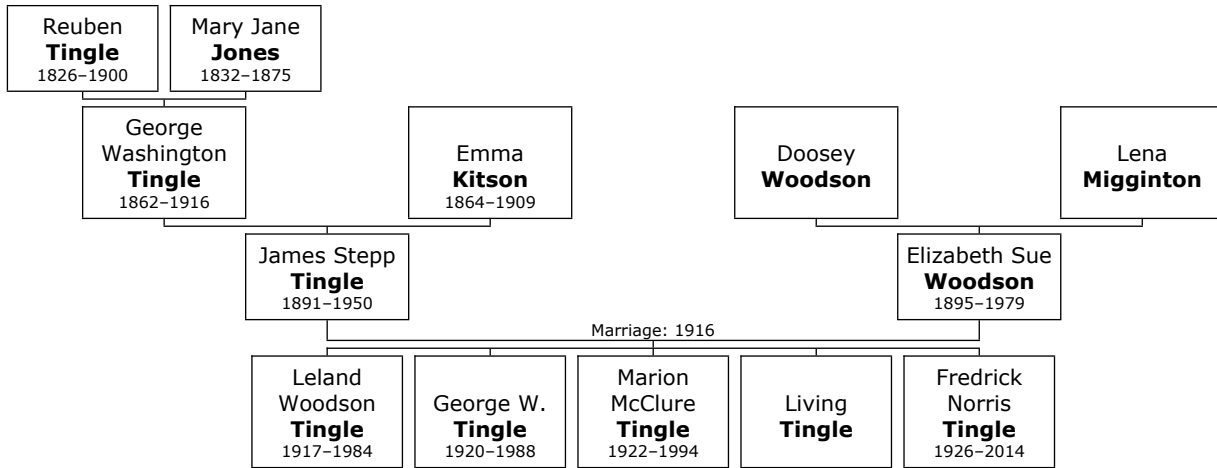 Reuben
Tingle
1826–1900
Mary Jane
Jones
1832–1875
George
Washington
Tingle
1862–1916
Emma
Kitson
1864–1909
Doosey
Woodson
Lena
Migginton
James Stepp
Tingle
1891–1950
Elizabeth Sue
Woodson
1895–1979
Marriage: 1916
Leland
Woodson
Tingle
1917–1984
George W.
Tingle
1920–1988
Marion
McClure
Tingle
1922–1994
Living
Tingle
Fredrick
Norris
Tingle
1926–2014